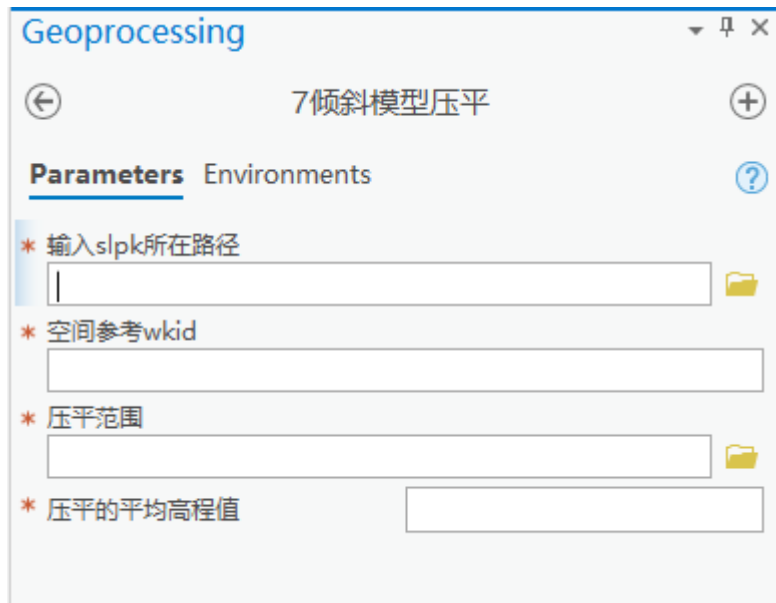 Geoprocessing
7倾斜模型压平
Parameters Environments
* 输入slpk所在路径
* 空间参考wkid
* 压平范围
* 压平的平均高程值